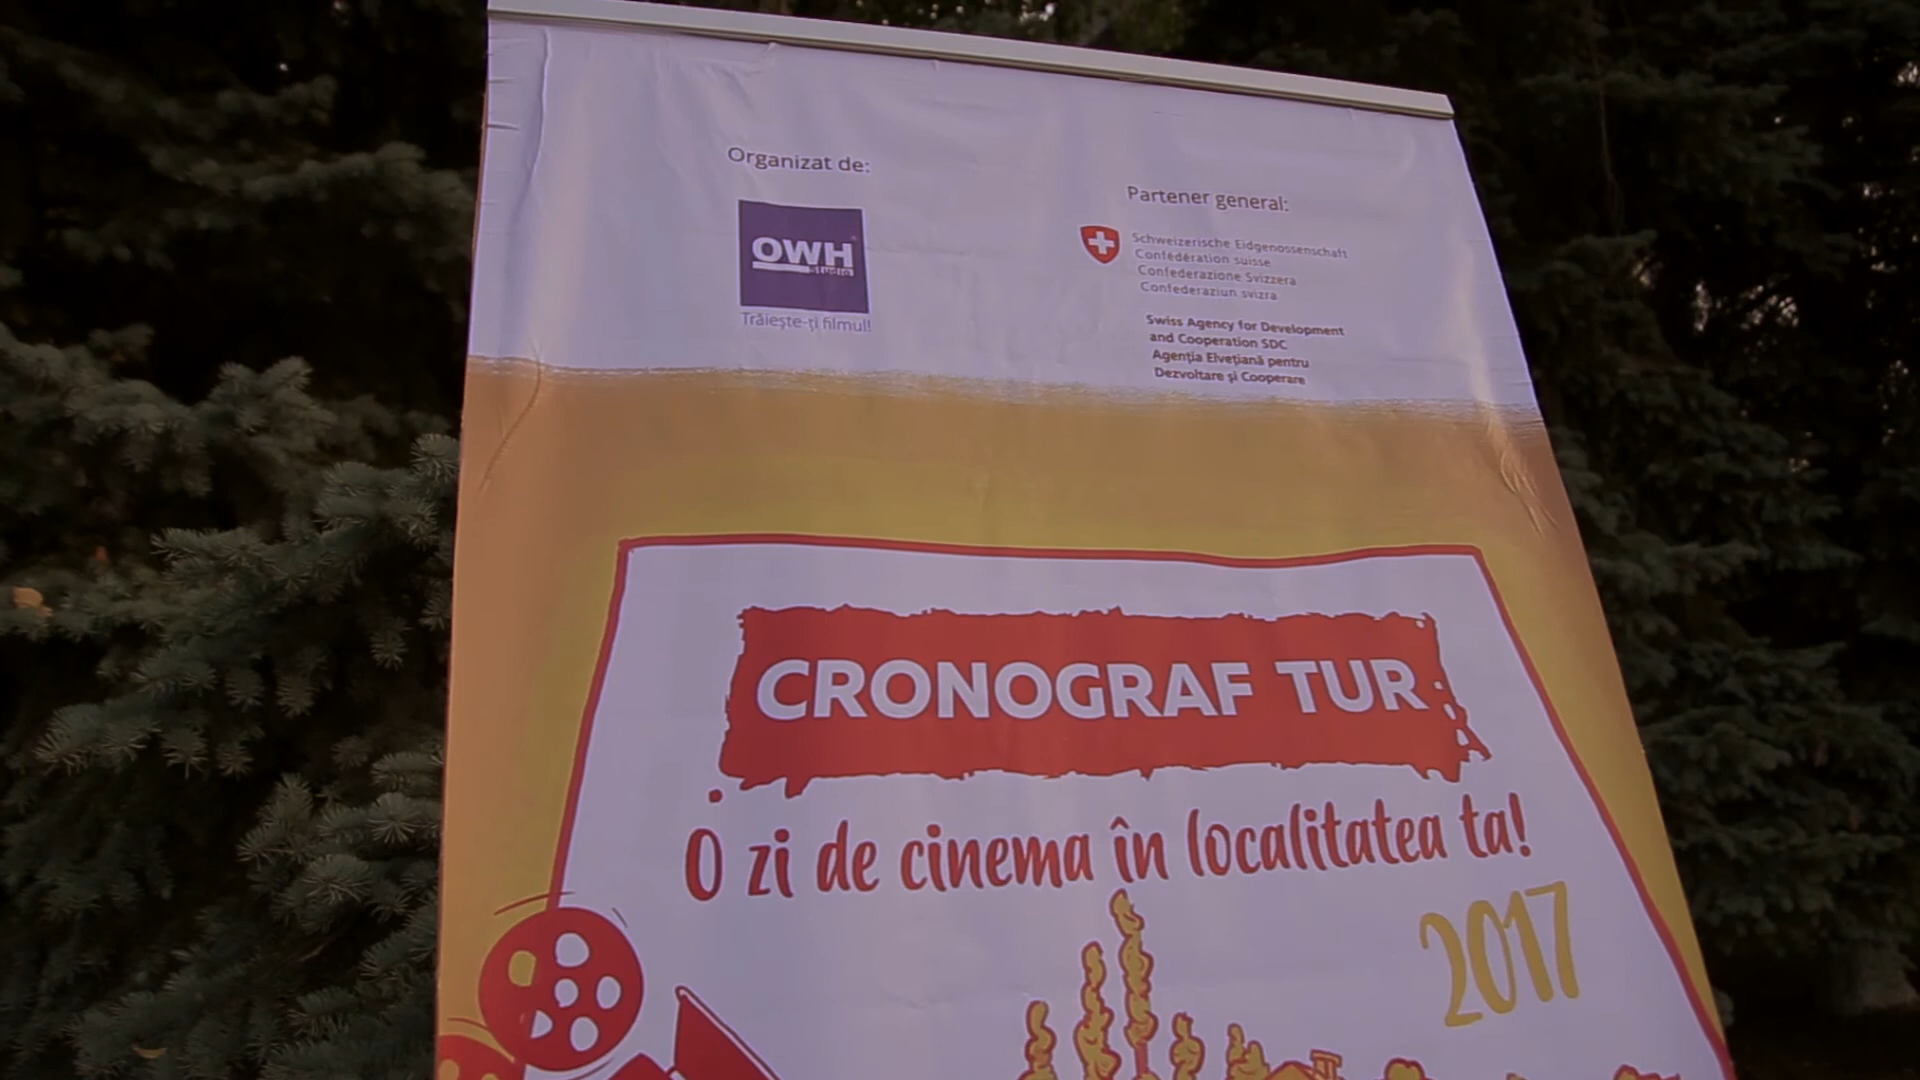 Organizat de:
OWH
studio
Trăiește-ți filmul!
Partener general:
Schweizerische Eidgenossenschaft
Confédération suisse
Confederazione Svizzera
Confederaziun svizra
Swiss Agency for Development
and Cooperation SDC
Agenția Elvețiană pentru
Dezvoltare și Cooperare
CRONOGRAF TUR
O zi de cinema în localitatea ta!
2017